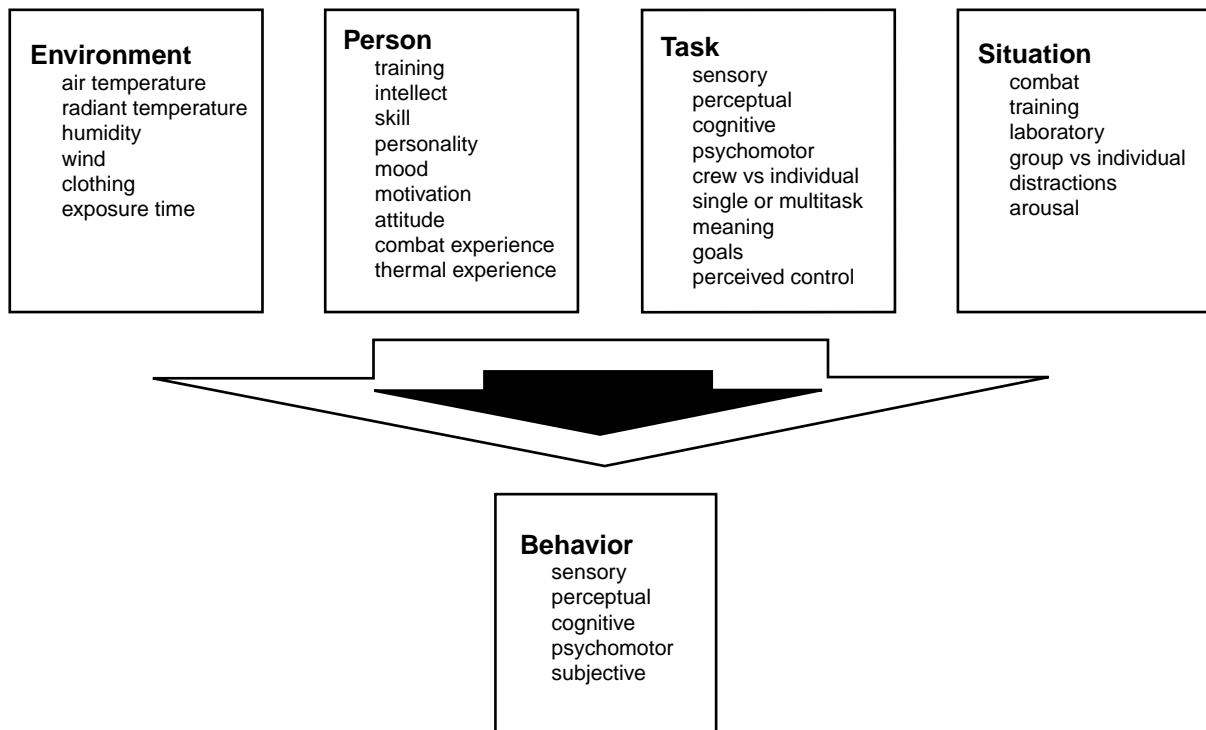 Environment
air temperature
radiant temperature
humidity
wind
clothing
exposure time
Person
training
intellect
skill
personality
mood
motivation
attitude
combat experience
thermal experience
Task
sensory
perceptual
cognitive
psychomotor
crew vs individual
single or multitask
meaning
goals
perceived control
Situation
combat
training
laboratory
group vs individual
distractions
arousal
Behavior
sensory
perceptual
cognitive
psychomotor
subjective